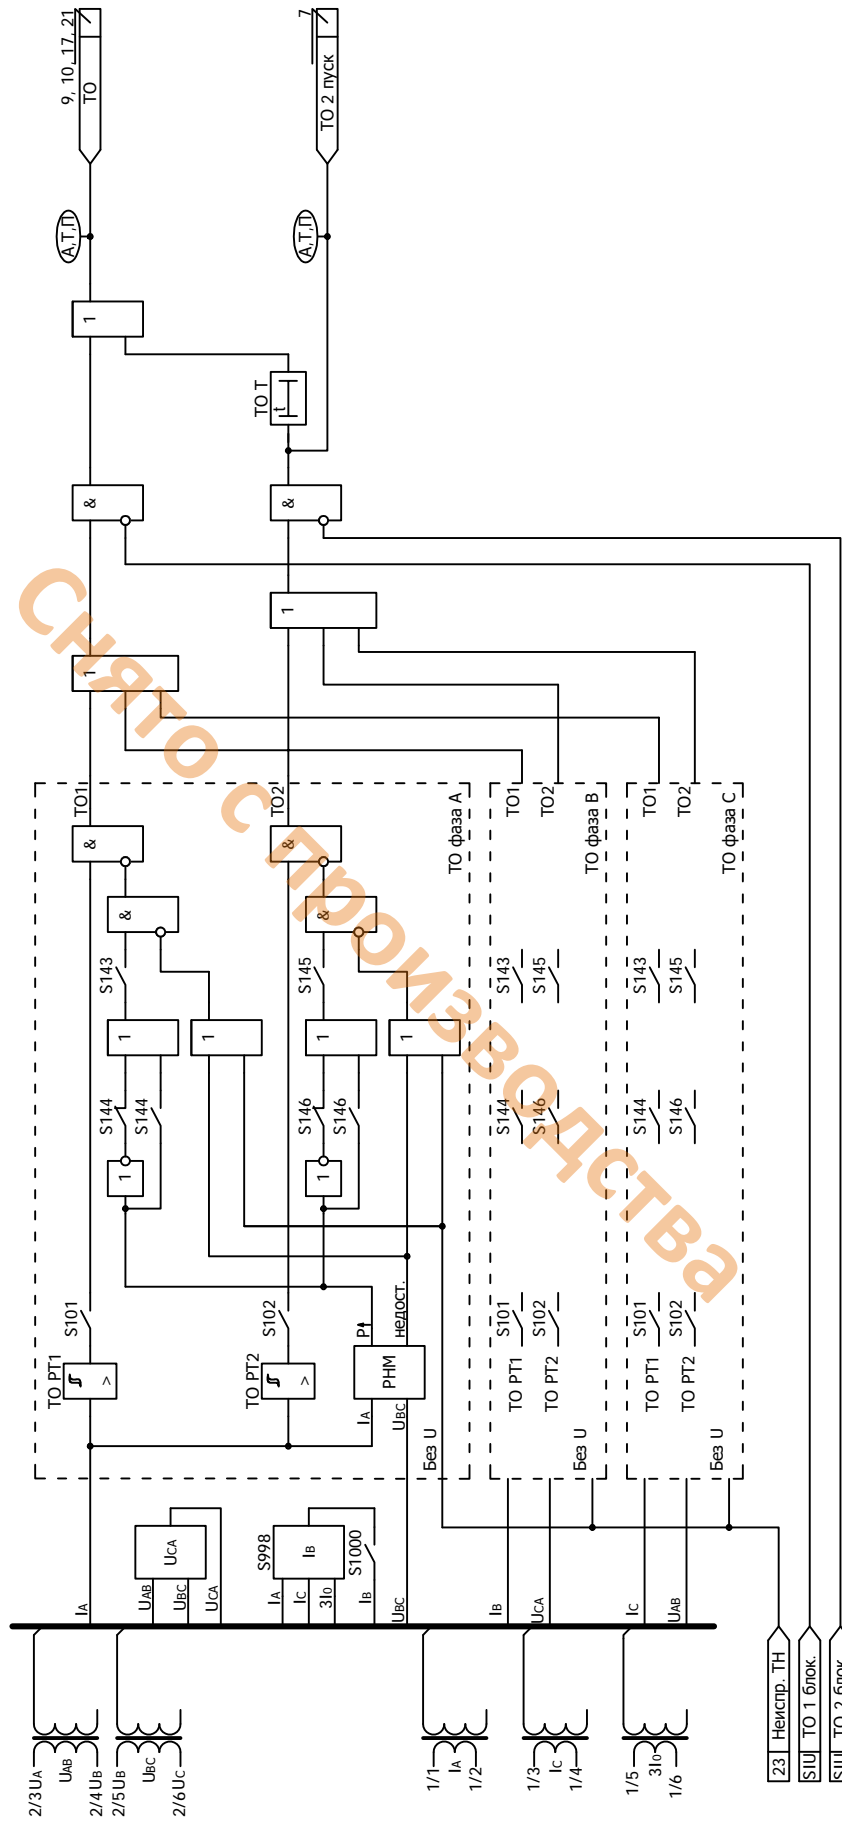 2/3 UA
UAB
2/4 UB
2/5 UB
UBC
2/6 UC
1/1
IA
1/2
1/3
IC
1/4
1/5
3I0
1/6
23 Неиспр. ТН
SIU ТО 1 блок.
SIU ТО 2 блок.
IA
UAB
UBC
UCA
UCA
IA
IC
3I0
S998
IB
IB
S1000
UBC
IB
UCA
IC
UAB
ТО РТ1
>
S101
ТО РТ2
>
S102
IA
UBC
РНМ
P
недост.
Без U
1
S144
S144
1
S143
&
&
ТО1
1
1
S146
S146
1
S145
&
&
ТО2
1
ТО фаза А
ТО РТ1
S101
S144
S143
ТО1
ТО РТ2
S102
S146
S145
ТО2
Без U
ТО фаза В
ТО РТ1
S101
S144
S143
ТО1
ТО РТ2
S102
S146
S145
ТО2
Без U
ТО фаза С
1
1
&
&
ТО Т
t
1
А,Т,П
А,Т,П
ТО
9, 10, 17, 21
ТО 2 пуск
7
Снято с производства